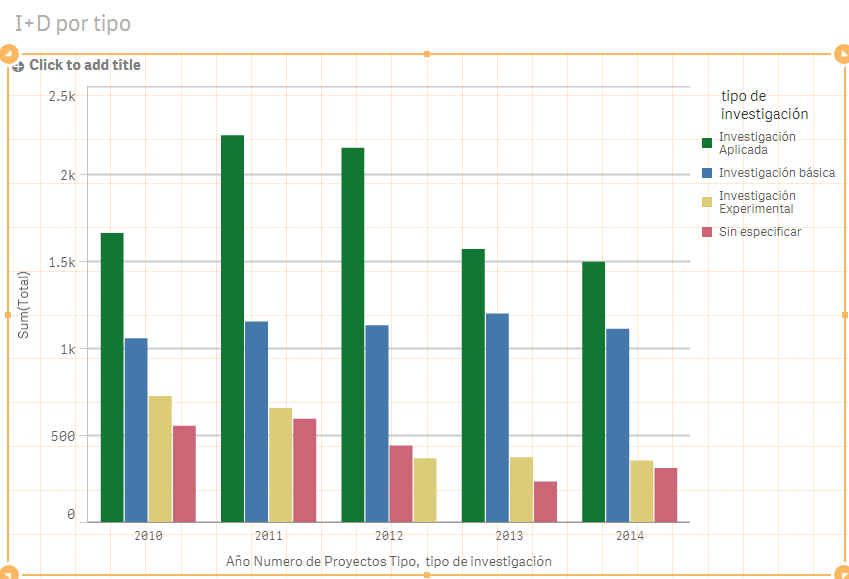 I+D por tipo
Click to add title
2.5k
2k
1.5k
1k
500
0
Sum(Total)
2010
2011
2012
2013
2014
Año Numero de Proyectos Tipo, tipo de investigación
tipo de
investigación
Investigación
Aplicada
Investigación básica
Investigación
Experimental
Sin especificar